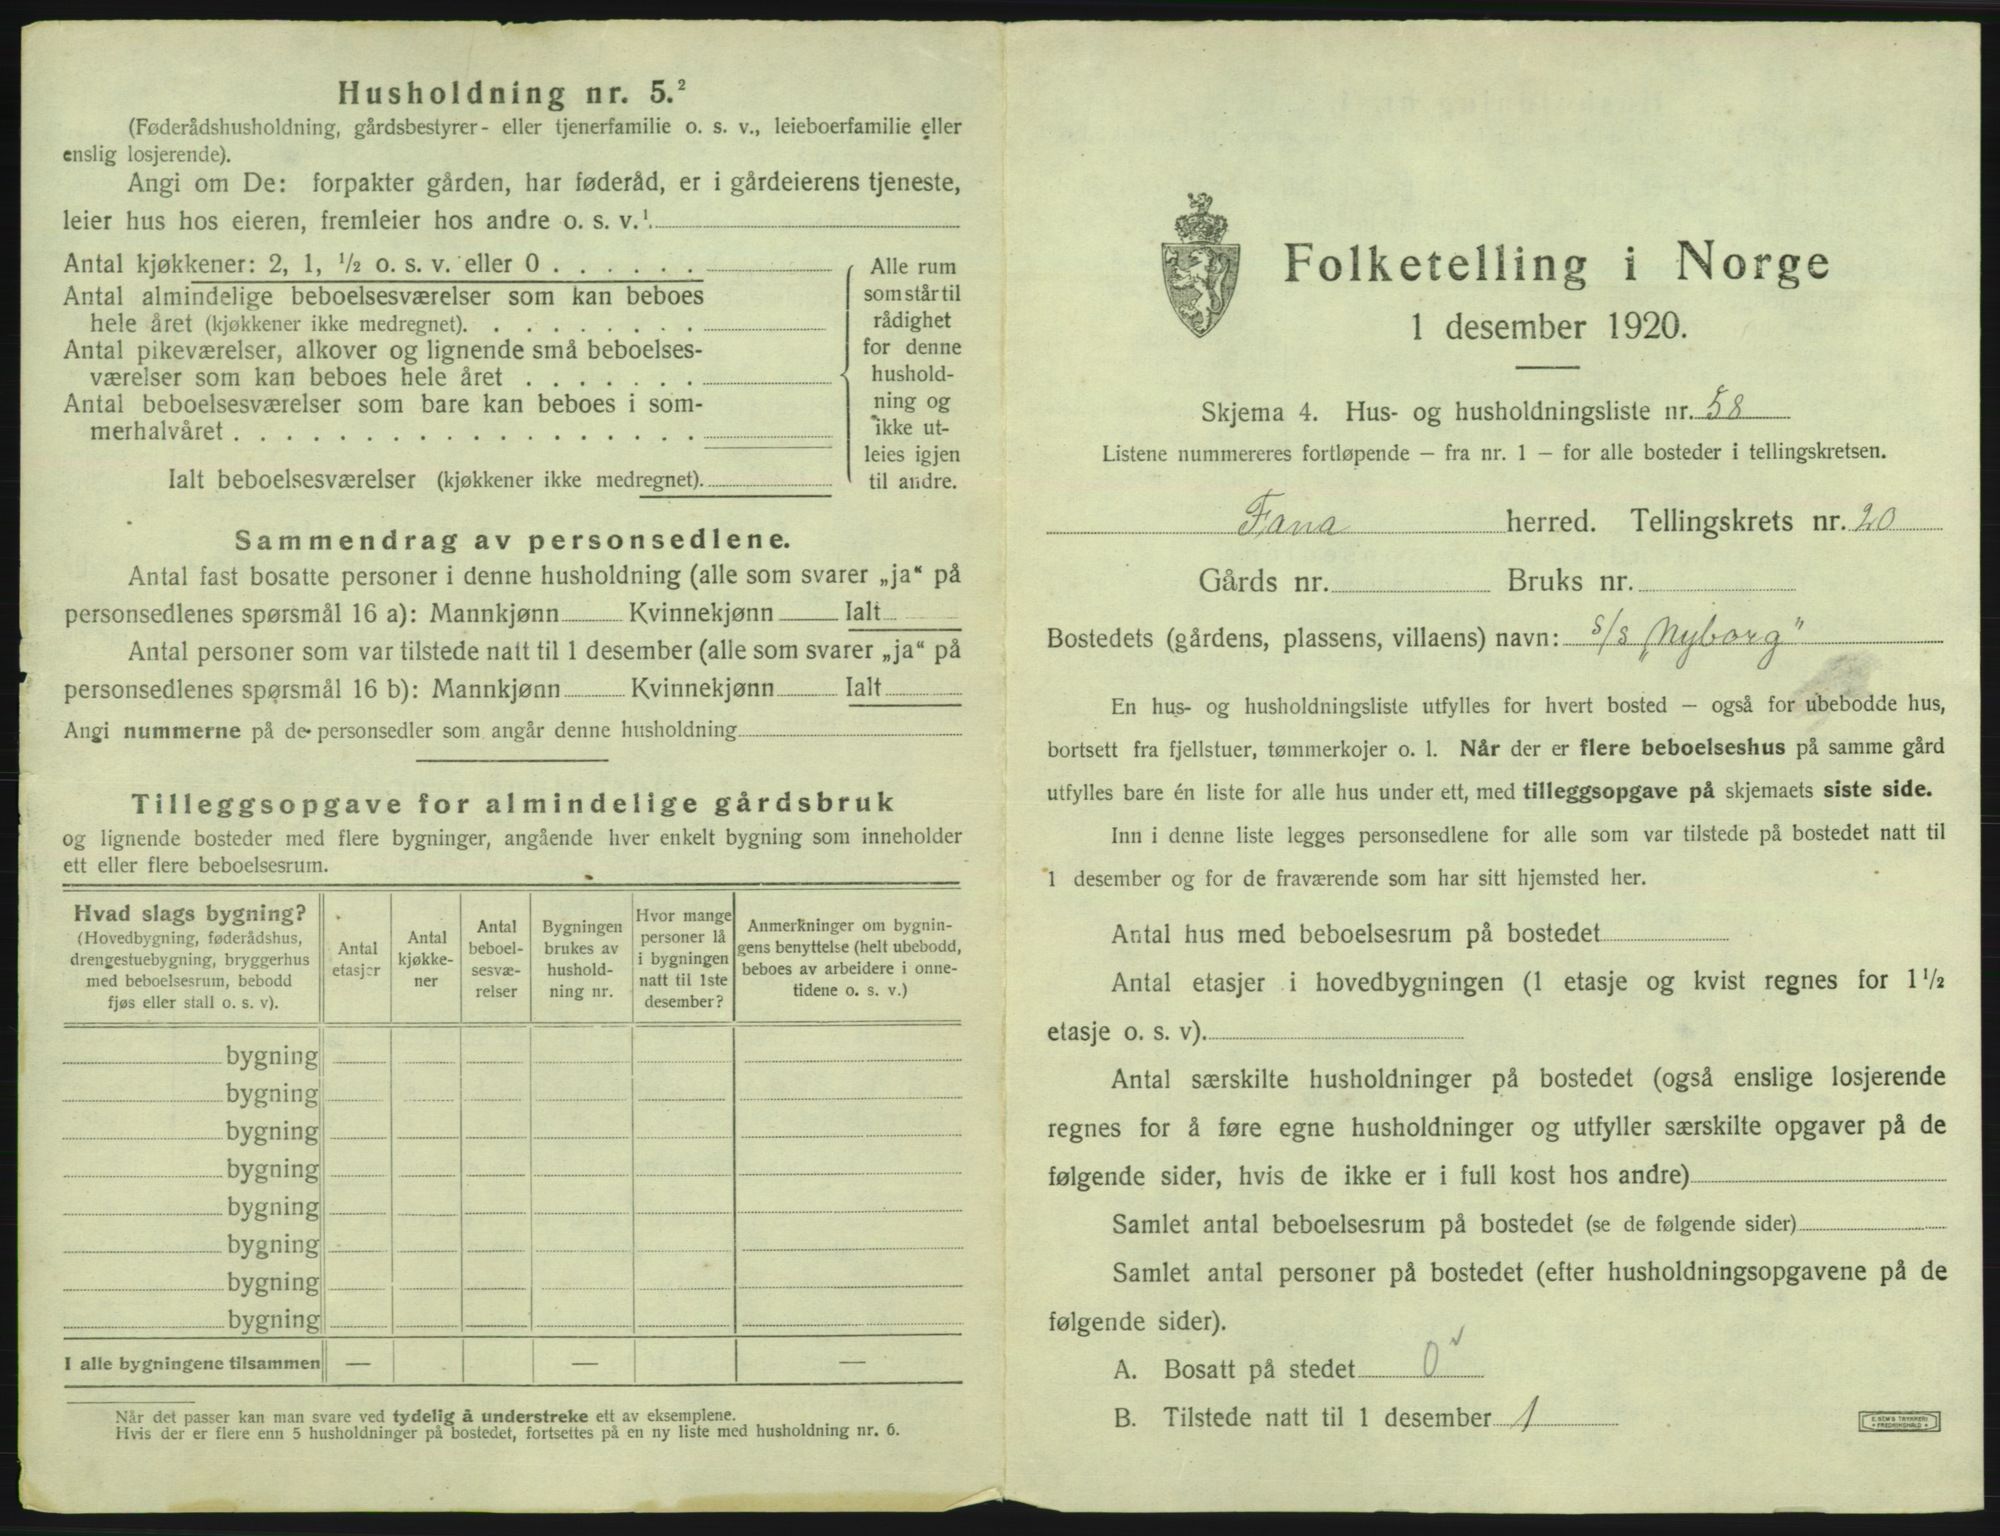 Husholdning nr. 5.²
(Føderådshusholdning, gårdsbestyrer- eller tjenerfamilie o. s. v., leieboerfamilie eller
enslig losjerende).
Angi om De: forpakter gården, har føderåd, er i gårdeierens tjeneste,
leier hus hos eieren, fremleier hos andre o. s. v.¹
Antal kjøkkener: 2, 1, ½ o. s. v. eller 0
Antal almindelige beboelsesværelser som kan beboes
hele året (kjøkkener ikke medregnet).
Antal pikeværelser, alkover og lignende små beboelses-
værelser som kan beboes hele året
Antal beboelsesværelser som bare kan beboes i som-
merhalvåret
Ialt beboelsesværelser (kjøkkener ikke medregnet).
Alle rum
som står til
rådighet
for denne
hushold-
ning og
ikke ut-
leies igjen
til andre.
Sammendrag av personsedlene.
Antal fast bosatte personer i denne husholdning (alle som svarer „ja“ på
personsedlenes spørsmål 16 a): Mannkjønn Kvinnekjønn Ialt
Antal personer som var tilstede natt til 1 desember (alle som svarer „ja“ på
personsedlenes spørsmål 16 b): Mannkjønn Kvinnekjønn Ialt
Angi nummerne på de personsedler som angår denne husholdning
Tilleggsopgave for almindelige gårdsbruk
og lignende bosteder med flere bygninger, angående hver enkelt bygning som inneholder
ett eller flere beboelsesrum.
Hvad slags bygning?
(Hovedbygning, føderådshus,
drengestuebygning, bryggerhus
med beboelsesrum, bebodd
fjøs eller stall o. s. v).
Antal
etasjer
Antal
kjøkke-
ner
Antal
beboel-
sesvæ-
relser
Bygningen
brukes av
hushold-
ning nr.
Hvor mange
personer lå
i bygningen
natt til 1ste
desember?
Anmerkninger om bygnin-
gens benyttelse (helt ubebodd,
beboes av arbeidere i onne-
tidene o. s. v.)
bygning
bygning
bygning
bygning
bygning
bygning
bygning
bygning
I alle bygningene tilsammen — — —
Når det passer kan man svare ved tydelig å understreke ett av eksemplene.
Hvis der er flere enn 5 husholdninger på bostedet, fortsettes på en ny liste med husholdning nr. 6.
Folketelling i Norge
1 desember 1920.
Skjema 4. Hus- og husholdningsliste nr. 58
Listene nummereres fortløpende – fra nr. 1 – for alle bosteder i tellingskretsen.
Fana herred. Tellingskrets nr. 20
Gårds nr. Bruks nr.
Bostedets (gårdens, plassens, villaens) navn: s/s „Nyborg“
En hus- og husholdningsliste utfylles for hvert bosted – også for ubebodde hus,
bortsett fra fjellstuer, tømmerkojer o. l. Når der er flere beboelseshus på samme gård
utfylles bare én liste for alle hus under ett, med tilleggsopgave på skjemaets siste side.
Inn i denne liste legges personsedlene for alle som var tilstede på bostedet natt til
1 desember og for de fraværende som har sitt hjemsted her.
Antal hus med beboelsesrum på bostedet
Antal etasjer i hovedbygningen (1 etasje og kvist regnes for 1½
etasje o. s. v).
Antal særskilte husholdninger på bostedet (også enslige losjerende
regnes for å føre egne husholdninger og utfyller særskilte opgaver på de
følgende sider, hvis de ikke er i full kost hos andre)
Samlet antal beboelsesrum på bostedet (se de følgende sider)
Samlet antal personer på bostedet (efter husholdningsopgavene på de
følgende sider).
A. Bosatt på stedet 0 ✓
B. Tilstede natt til 1 desember 1
E. SEM'S TRYKKERI
FREDRIKSHALD